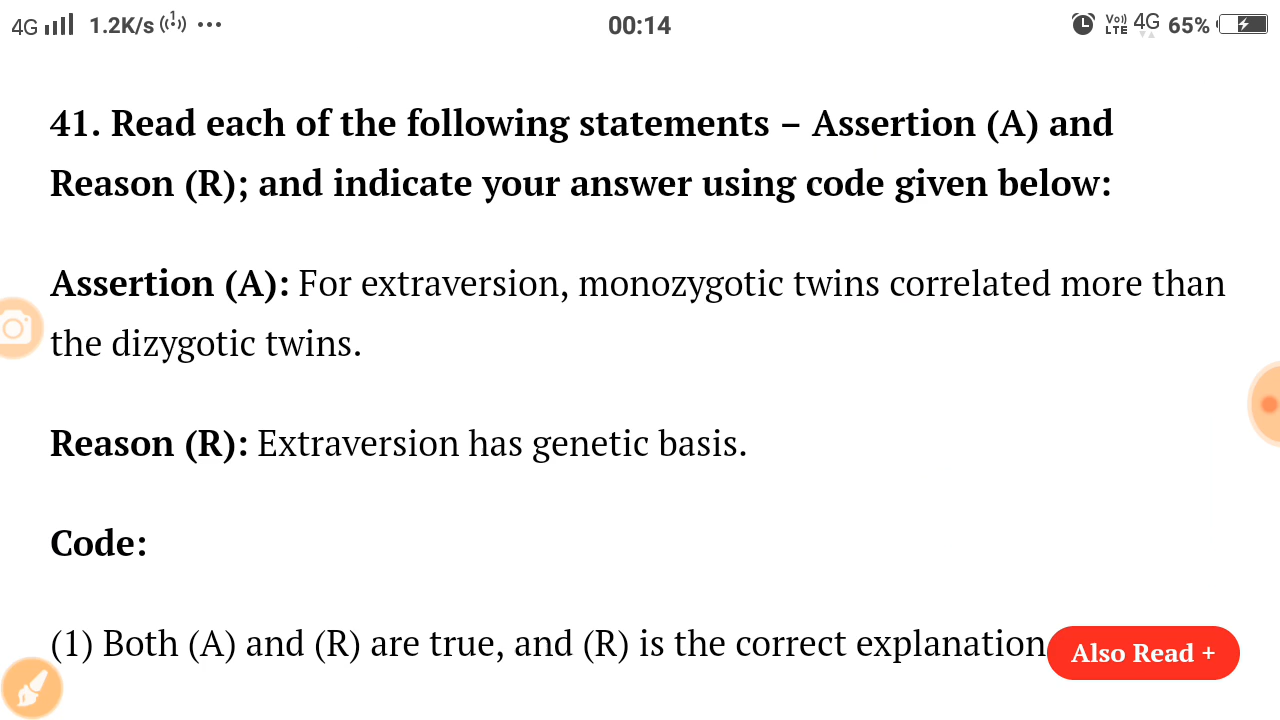 4G 1.2K/s 00:14 Vo)) LTE 4G 65%
41. Read each of the following statements – Assertion (A) and
Reason (R); and indicate your answer using code given below:
Assertion (A): For extraversion, monozygotic twins correlated more than
the dizygotic twins.
Reason (R): Extraversion has genetic basis.
Code:
(1) Both (A) and (R) are true, and (R) is the correct explanation
Also Read +